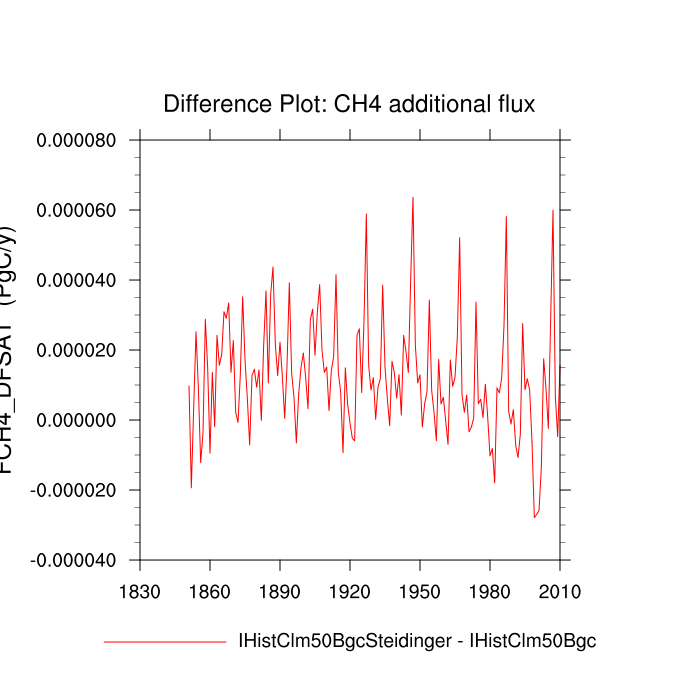 Difference Plot: CH4 additional flux
0.000080
0.000060
0.000040
0.000020
0.000000
-0.000020
-0.000040
FCH4_DFSAT (PgC/y)
1830 1860 1890 1920 1950 1980 2010
IHistClm50BgcSteidinger - IHistClm50Bgc